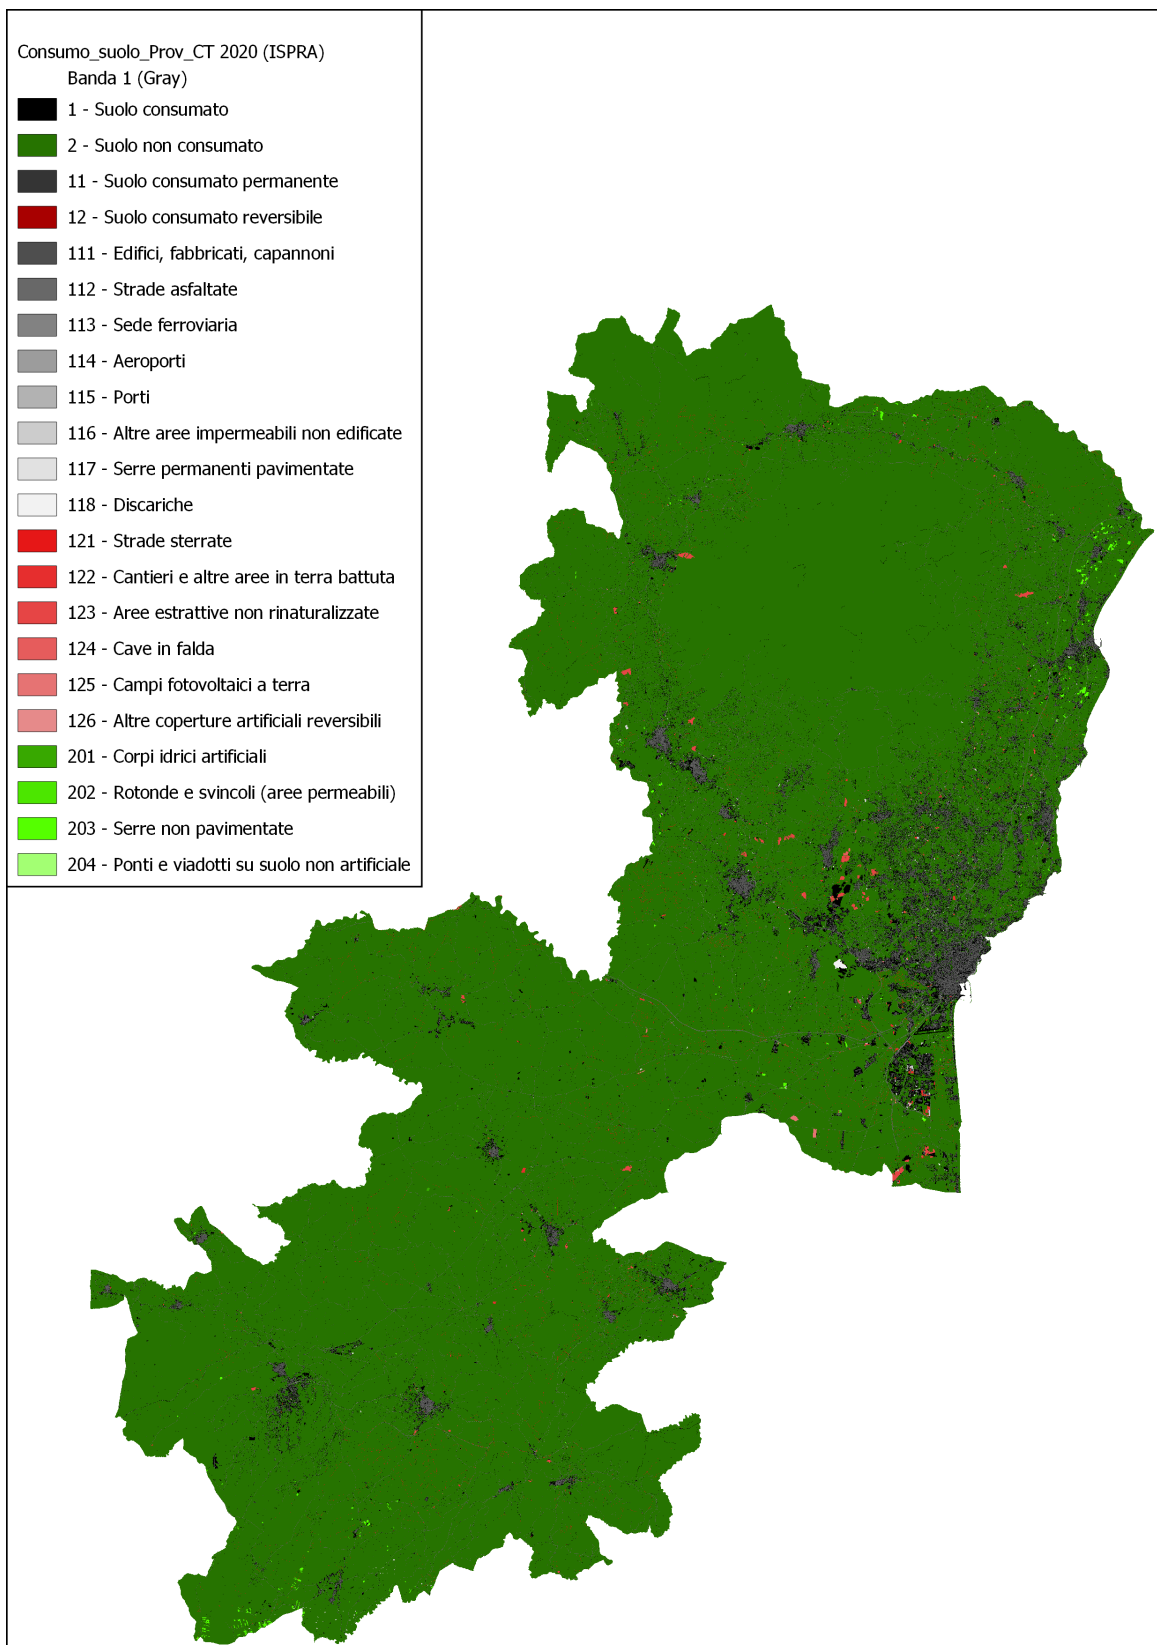 Consumo_suolo_Prov_CT 2020 (ISPRA)
Banda 1 (Gray)
1 - Suolo consumato
2 - Suolo non consumato
11 - Suolo consumato permanente
12 - Suolo consumato reversibile
111 - Edifici, fabbricati, capannoni
112 - Strade asfaltate
113 - Sede ferroviaria
114 - Aeroporti
115 - Porti
116 - Altre aree impermeabili non edificate
117 - Serre permanenti pavimentate
118 - Discariche
121 - Strade sterrate
122 - Cantieri e altre aree in terra battuta
123 - Aree estrattive non rinaturalizzate
124 - Cave in falda
125 - Campi fotovoltaici a terra
126 - Altre coperture artificiali reversibili
201 - Corpi idrici artificiali
202 - Rotonde e svincoli (aree permeabili)
203 - Serre non pavimentate
204 - Ponti e viadotti su suolo non artificiale